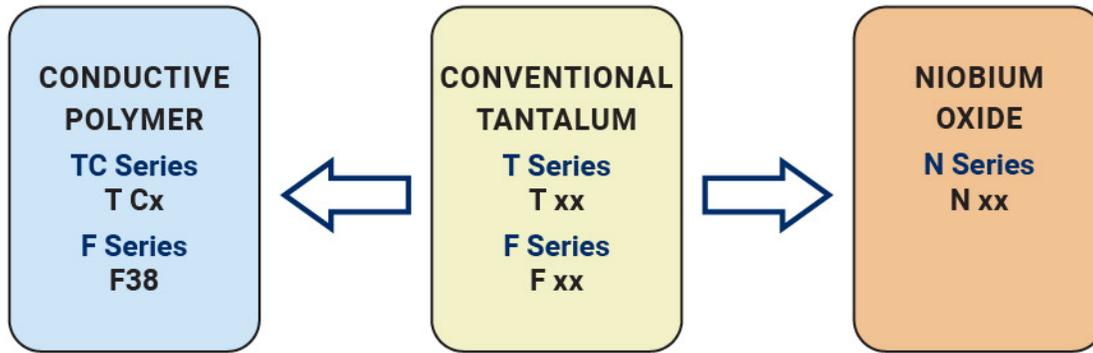 CONDUCTIVE
POLYMER
TC Series
T Cx
F Series
F38
CONVENTIONAL
TANTALUM
T Series
T xx
F Series
F xx
NIOBIUM
OXIDE
N Series
N xx